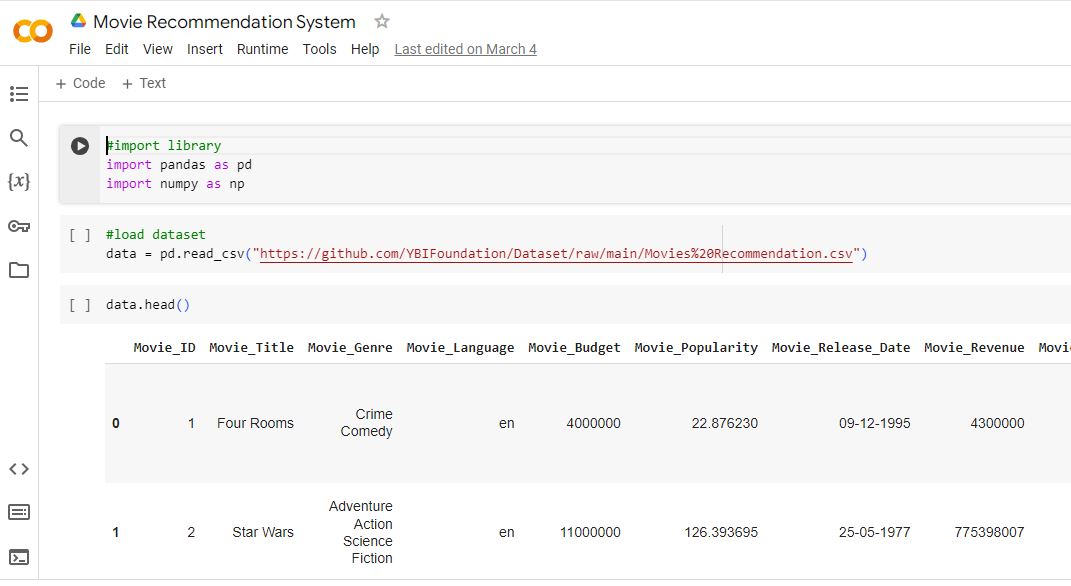 Movie Recommendation System
File Edit View Insert Runtime Tools Help Last edited on March 4
+ Code + Text
#import library
import pandas as pd
import numpy as np
[ ] #load dataset
data = pd.read_csv("https://github.com/YBIFoundation/Dataset/raw/main/Movies%20Recommendation.csv")
[ ] data.head()
Movie_ID Movie_Title Movie_Genre Movie_Language Movie_Budget Movie_Popularity Movie_Release_Date Movie_Revenue Movi
0 1 Four Rooms Crime Comedy en 4000000 22.876230 09-12-1995 4300000
1 2 Star Wars Adventure Action Science Fiction en 11000000 126.393695 25-05-1977 775398007